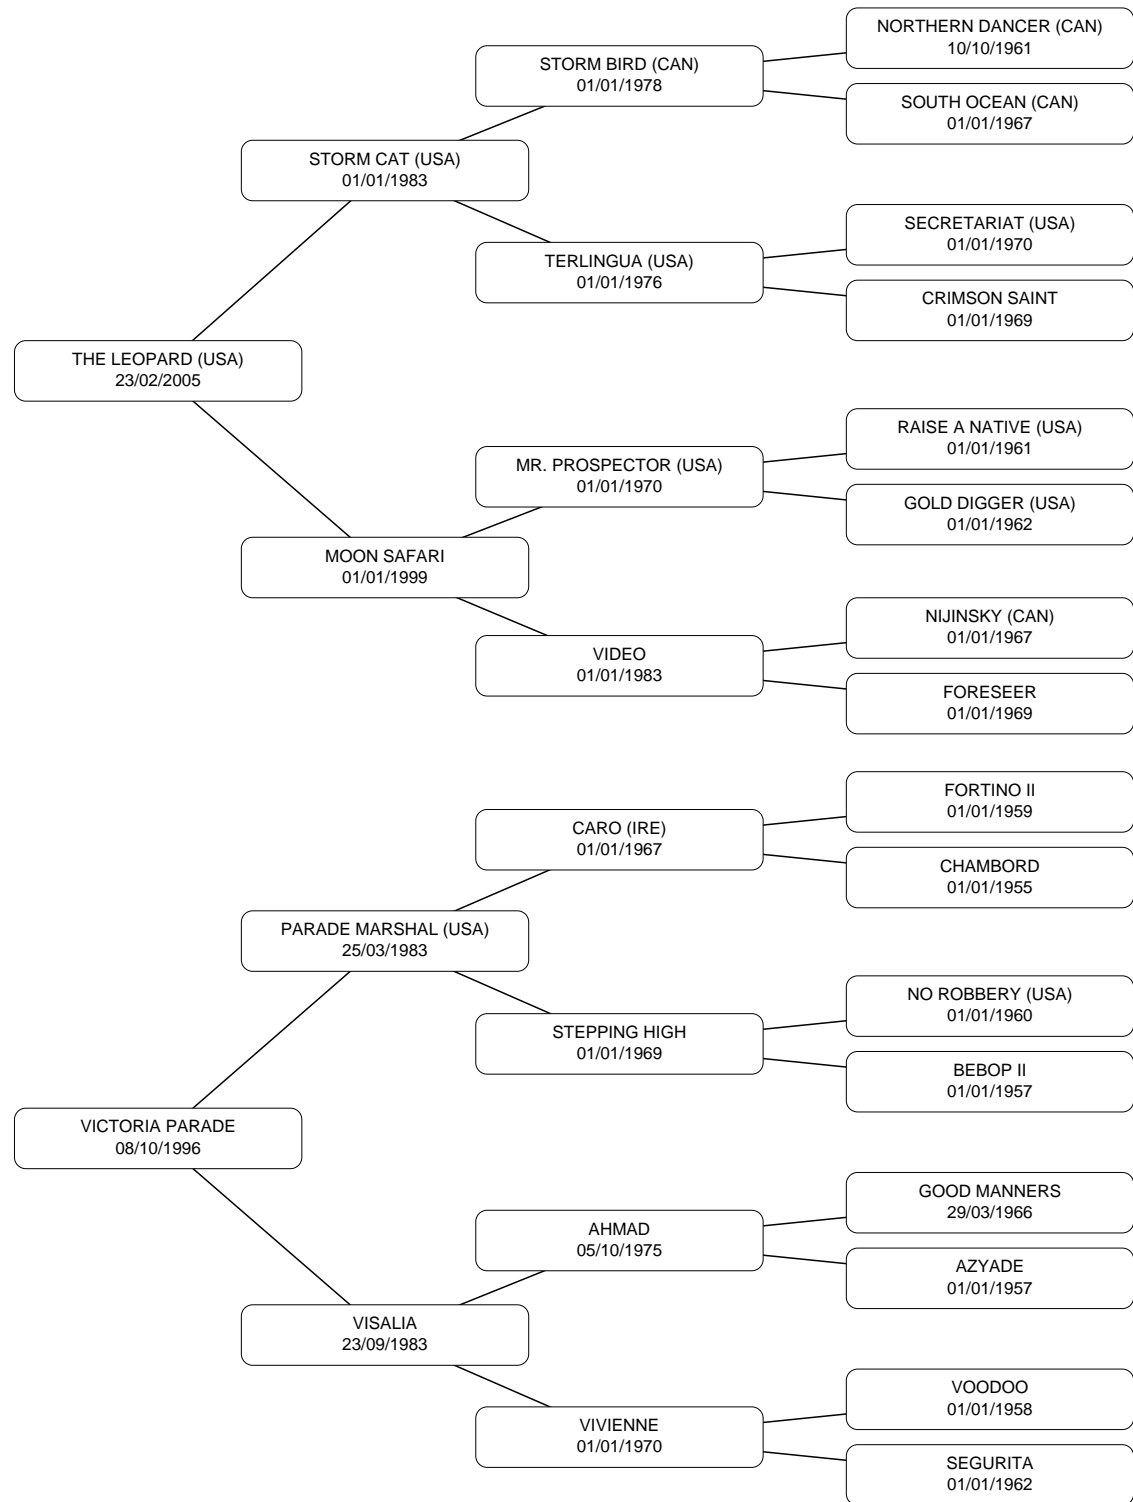 NORTHERN DANCER (CAN)
10/10/1961
STORM BIRD (CAN)
01/01/1978
SOUTH OCEAN (CAN)
01/01/1967
STORM CAT (USA)
01/01/1983
SECRETARIAT (USA)
01/01/1970
TERLINGUA (USA)
01/01/1976
CRIMSON SAINT
01/01/1969
THE LEOPARD (USA)
23/02/2005
RAISE A NATIVE (USA)
01/01/1961
MR. PROSPECTOR (USA)
01/01/1970
GOLD DIGGER (USA)
01/01/1962
MOON SAFARI
01/01/1999
NIJINSKY (CAN)
01/01/1967
VIDEO
01/01/1983
FORESEER
01/01/1969
FORTINO II
01/01/1959
CARO (IRE)
01/01/1967
CHAMBORD
01/01/1955
PARADE MARSHAL (USA)
25/03/1983
NO ROBBERY (USA)
01/01/1960
STEPPING HIGH
01/01/1969
BEBOP II
01/01/1957
VICTORIA PARADE
08/10/1996
GOOD MANNERS
29/03/1966
AHMAD
05/10/1975
AZYADE
01/01/1957
VISALIA
23/09/1983
VOODOO
01/01/1958
VIVIENNE
01/01/1970
SEGURITA
01/01/1962